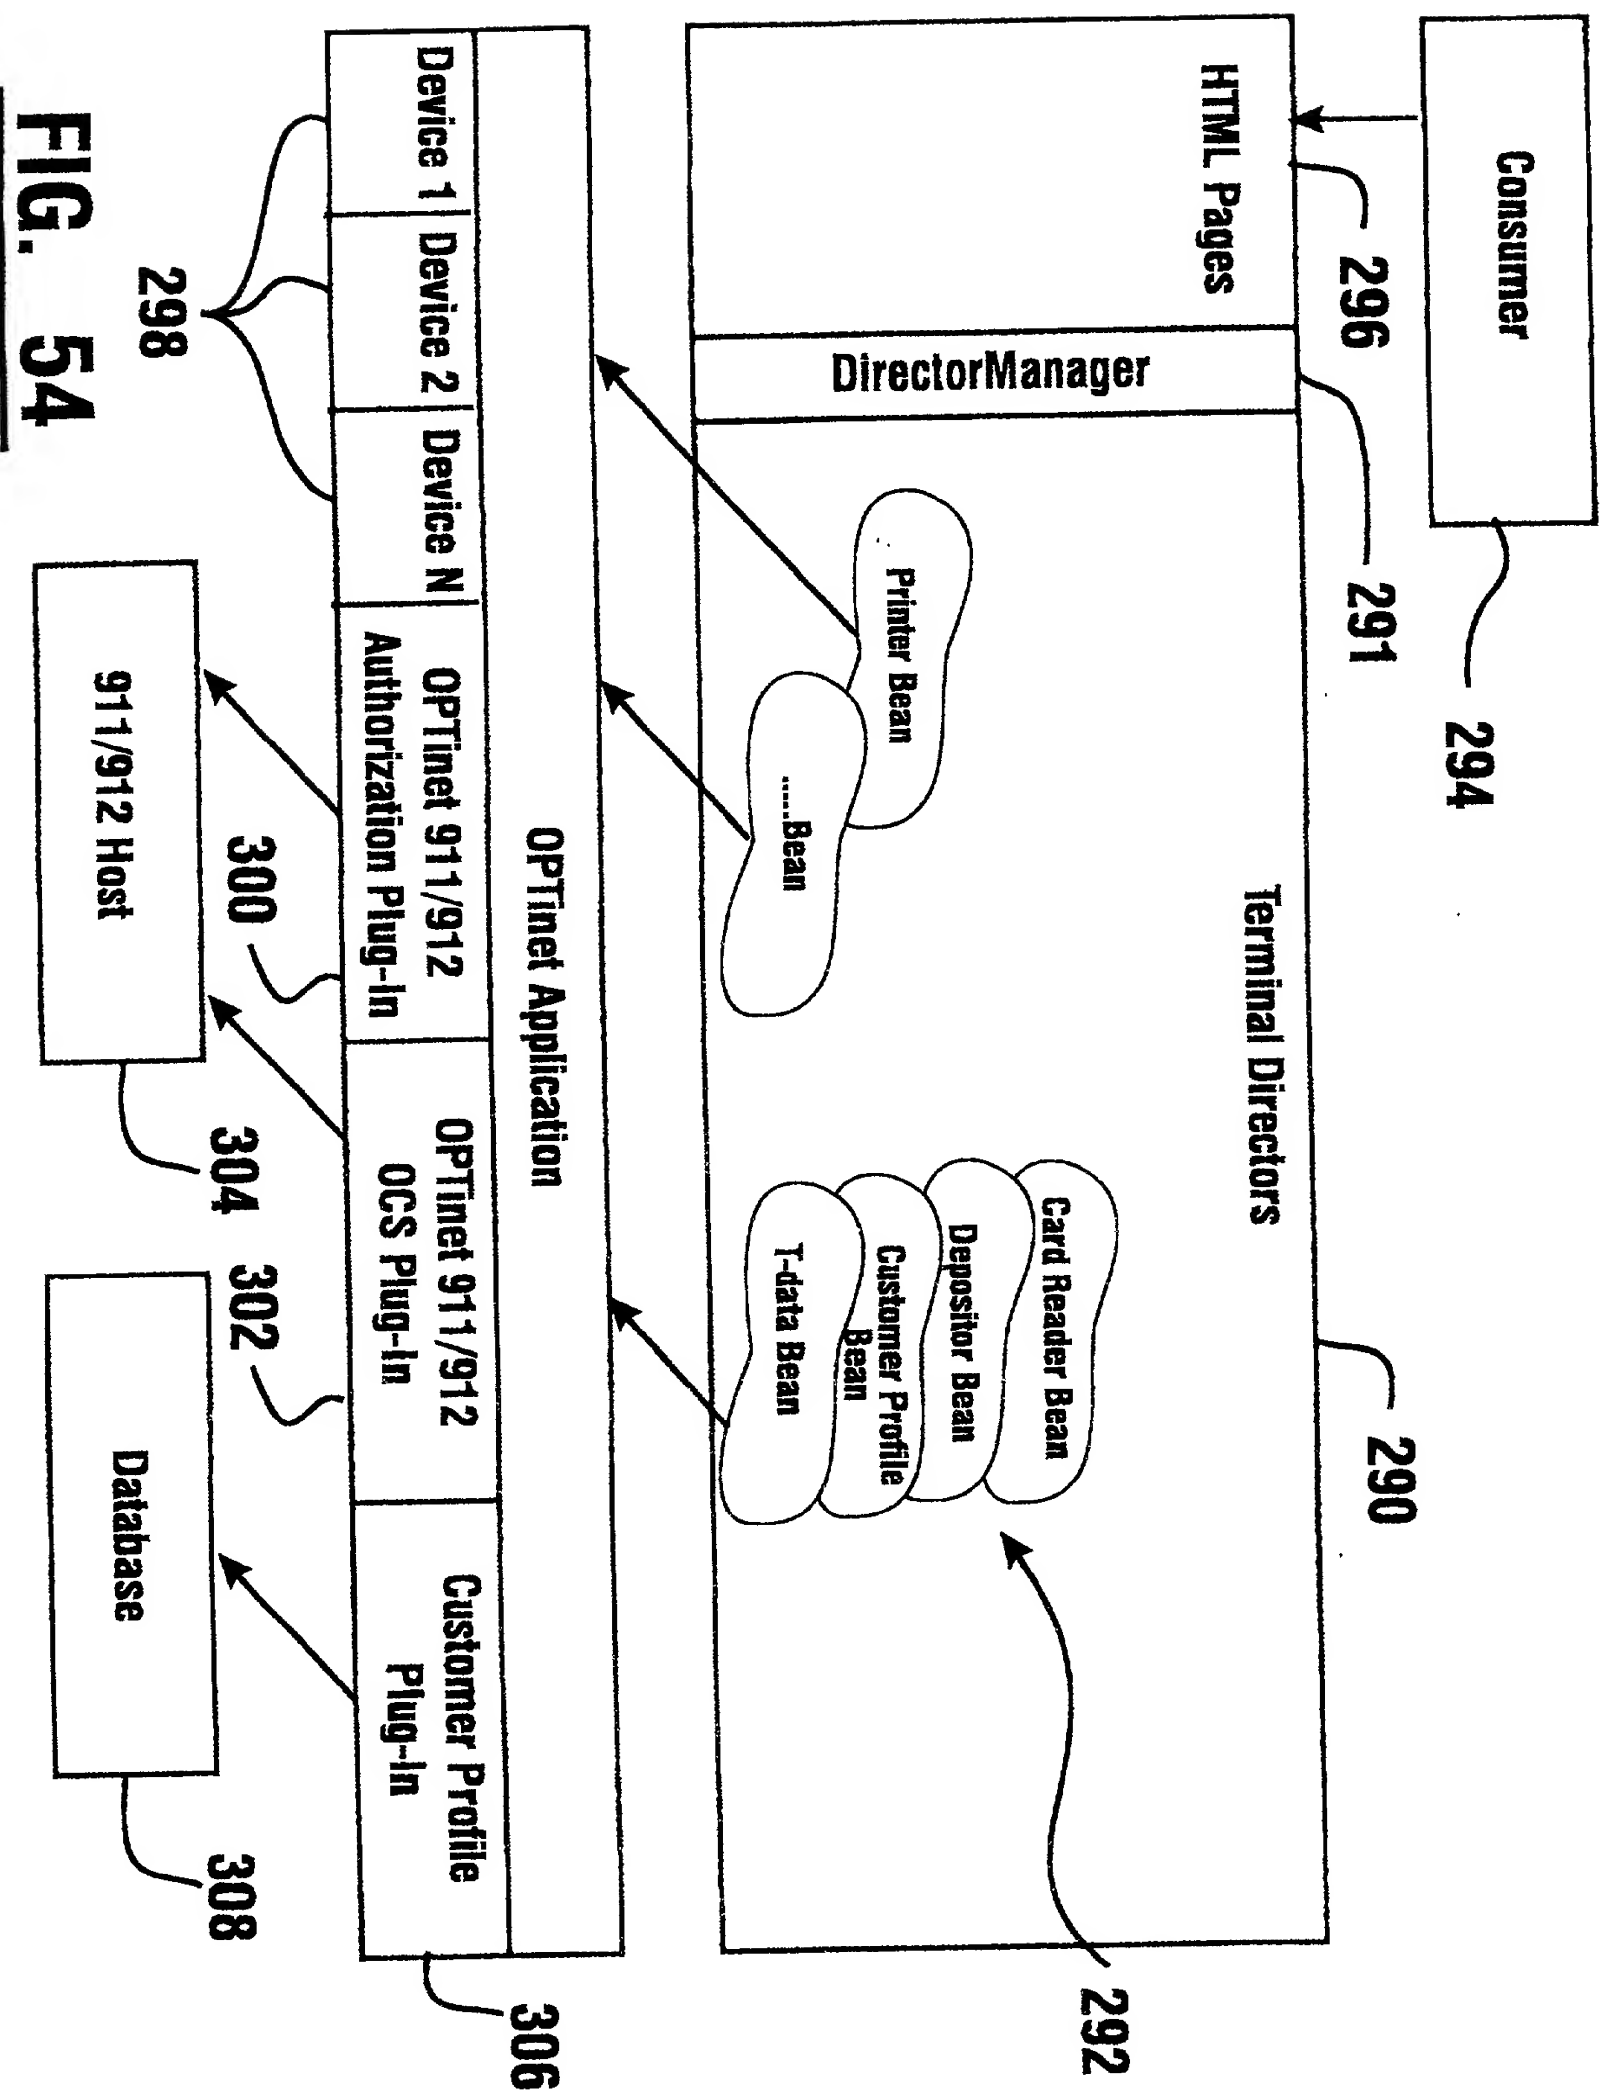 Consumer
294
HTML Pages
296
291
DirectorManager
Terminal Directors
290
Printer Bean
.....Bean
Card Reader Bean
Depositor Bean
Customer Profile
Bean
T-data Bean
292
OPTinet Application
Device 1
Device 2
Device N
OPTinet 911/912
Authorization Plug-In
OPTinet 911/912
OCS Plug-In
Customer Profile
Plug-In
306
298
300
302
911/912 Host
304
Database
308
FIG. 54